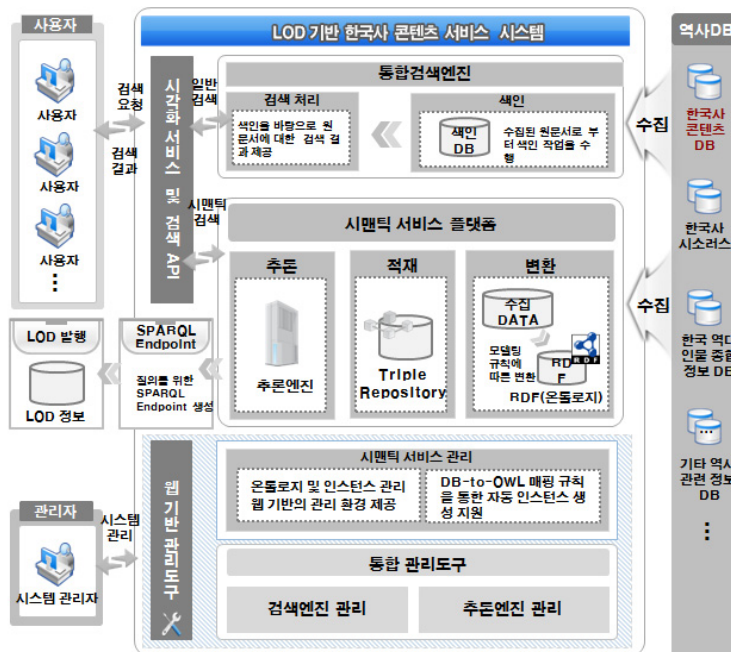 사용자
사용자
사용자
사용자
검색
요청
검색
결과
LOD 기반 한국사 콘텐츠 서비스 시스템
시각화 서비스 및 검색 API
일반
검색
통합검색엔진
검색 처리
색인을 바탕으로 원
문서에 대한 검색 결
과 제공
색인
색인
DB
수집된 원문서로 부
터 색인 작업을 수
행
시맨틱
검색
시맨틱 서비스 플랫폼
추돈
추론엔진
적재
Triple
Repository
변환
수집
DATA
모델링
규칙에
따른 변환
RD
F
RDF
RDF(온톨로지)
수집
수집
역사DB
한국사
콘텐츠
DB
한국사
시소러스
한국 역대
인물 종합
정보 DB
기타 역사
관련 정보
DB
LOD 발행
LOD 정보
SPARQL
Endpoint
질의를 위한
SPARQL
Endpoint 생성
관리자
시스템 관리자
시스템
관리
웹 기반 관리도구
시맨틱 서비스 관리
온톨로지 및 인스턴스 관리
웹 기반의 관리 환경 제공
DB-to-OWL 매핑 규칙
을 통한 자동 인스턴스 생
성 지원
통합 관리도구
검색엔진 관리
추돈엔진 관리